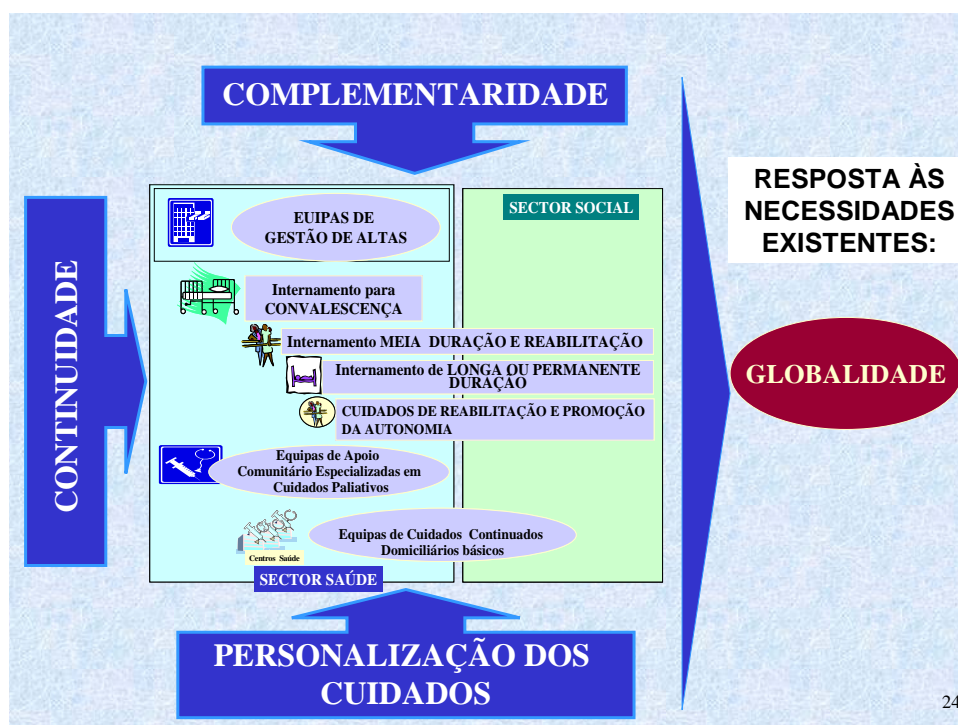 COMPLEMENTARIDADE
CONTINUIDADE
EUIPAS DE
GESTÃO DE ALTAS
SECTOR SOCIAL
Internamento para
CONVALESCENÇA
Internamento MEIA DURAÇÃO E REABILITAÇÃO
Internamento de LONGA OU PERMANENTE
DURAÇÃO
CUIDADOS DE REABILITAÇÃO E PROMOÇÃO
DA AUTONOMIA
Equipas de Apoio
Comunitário Especializadas em
Cuidados Paliativos
Equipas de Cuidados Continuados
Domiciliários básicos
Centros Saúde
SECTOR SAÚDE
PERSONALIZAÇÃO DOS
CUIDADOS
RESPOSTA ÀS
NECESSIDADES
EXISTENTES:
GLOBALIDADE
24